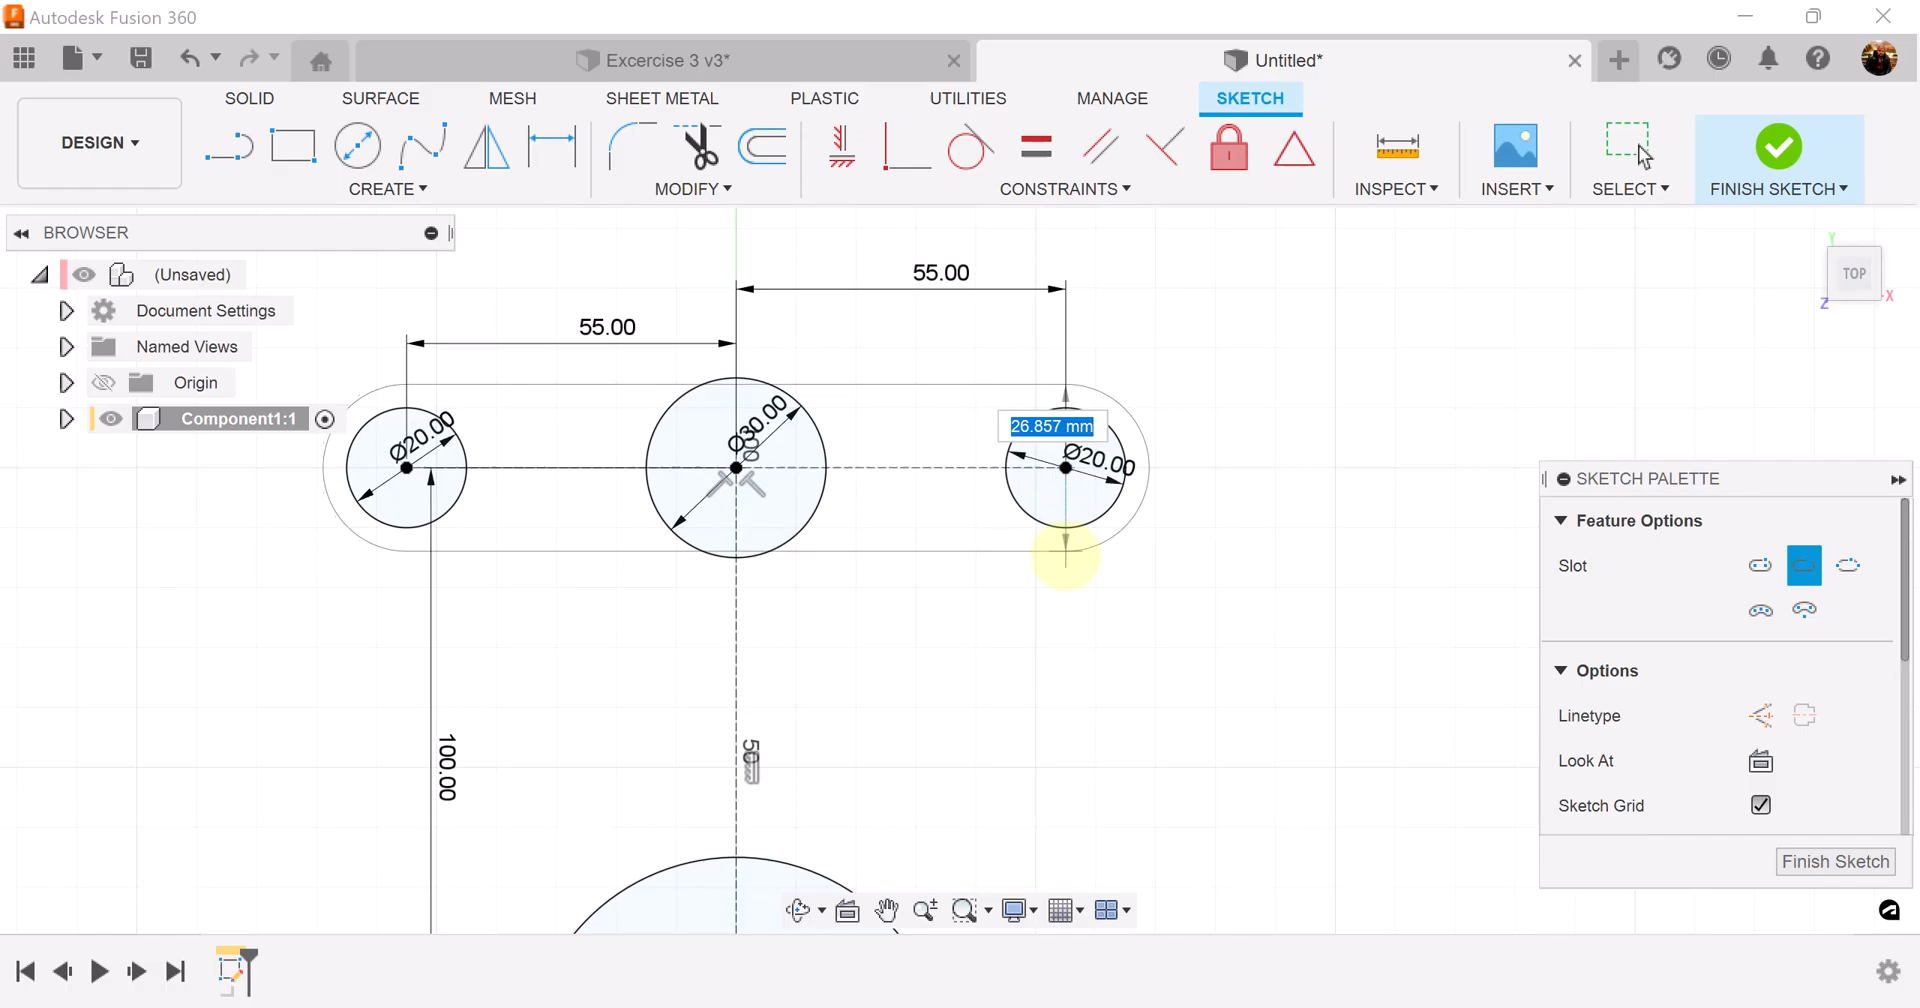 Autodesk Fusion 360
Excercise 3 v3*
Untitled*
DESIGN
SOLID
SURFACE
MESH
SHEET METAL
PLASTIC
UTILITIES
MANAGE
SKETCH
CREATE
MODIFY
CONSTRAINTS
INSPECT
INSERT
SELECT
FINISH SKETCH
BROWSER
(Unsaved)
Document Settings
Named Views
Origin
Component1:1
55.00
55.00
Ø20.00
Ø30.00
26.857 mm
Ø20.00
100.00
50
Y
TOP
X
Z
SKETCH PALETTE
Feature Options
Slot
Options
Linetype
Look At
Sketch Grid
Finish Sketch